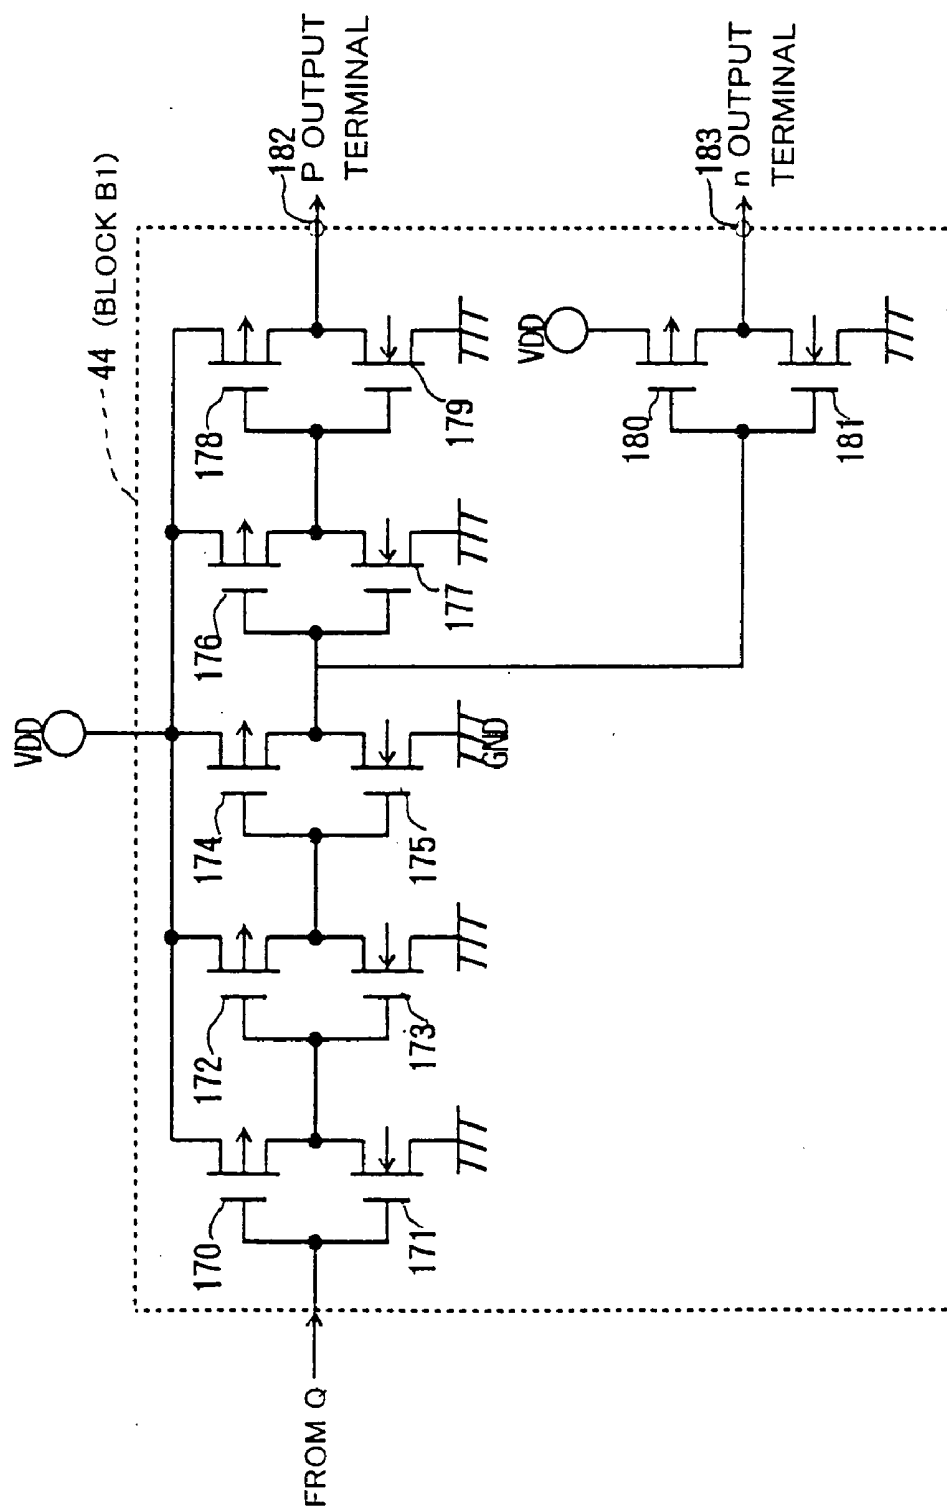 44 (BLOCK B1)
VDD
170
172
174
176
178
182
P OUTPUT
TERMINAL
FROM Q
171
173
175
177
179
GND
VDD
180
181
183
n OUTPUT
TERMINAL